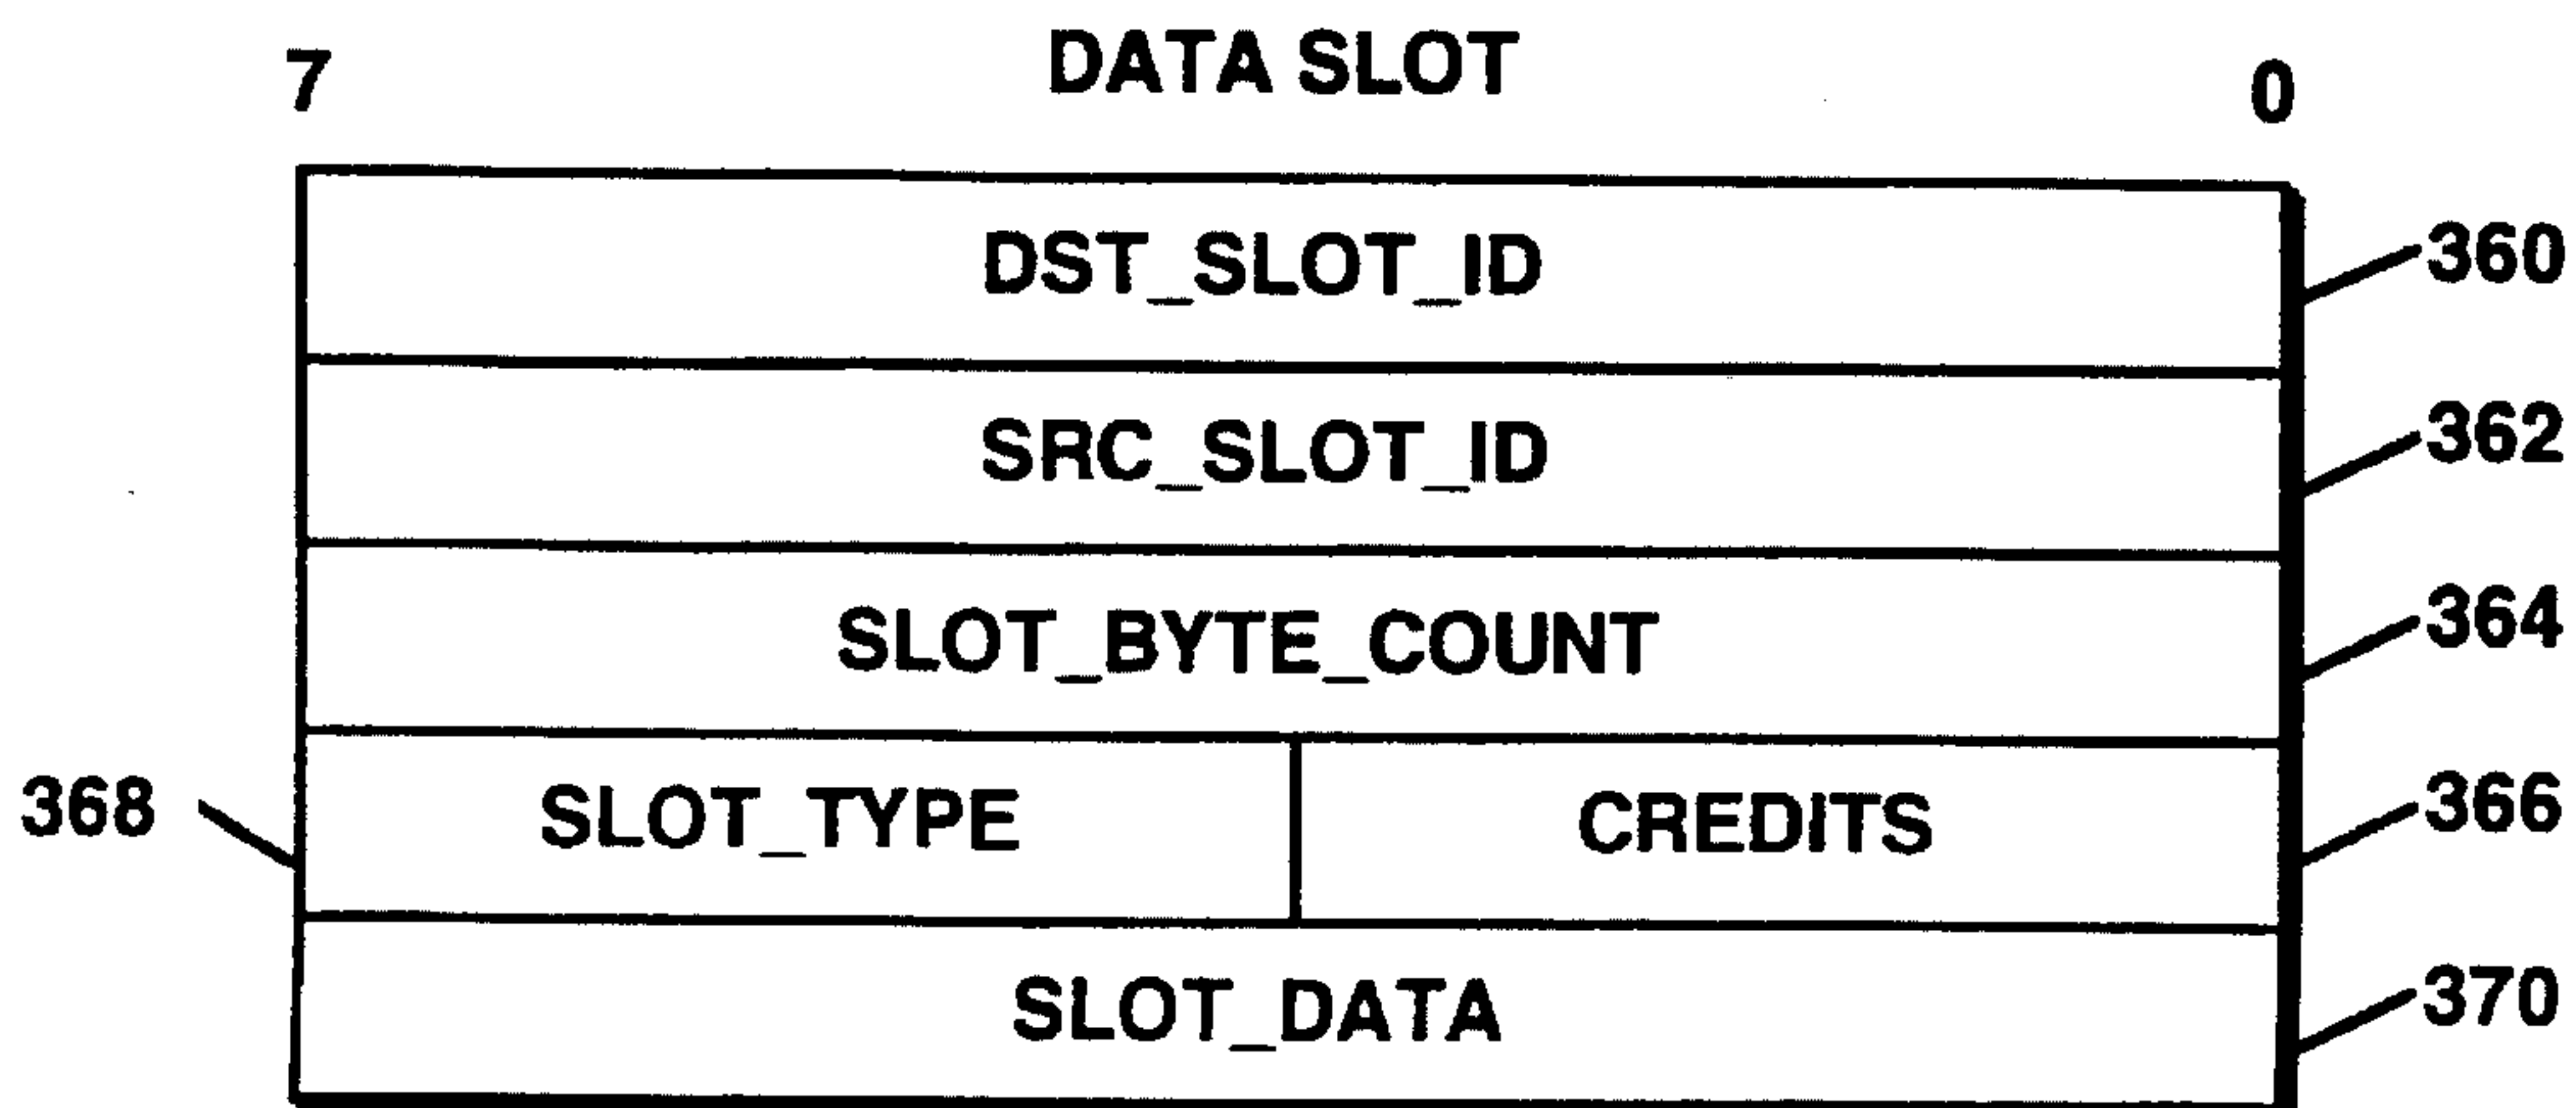 DATA SLOT
7 0
DST_SLOT_ID 360
SRC_SLOT_ID 362
SLOT_BYTE_COUNT 364
368 SLOT_TYPE CREDITS 366
SLOT_DATA 370